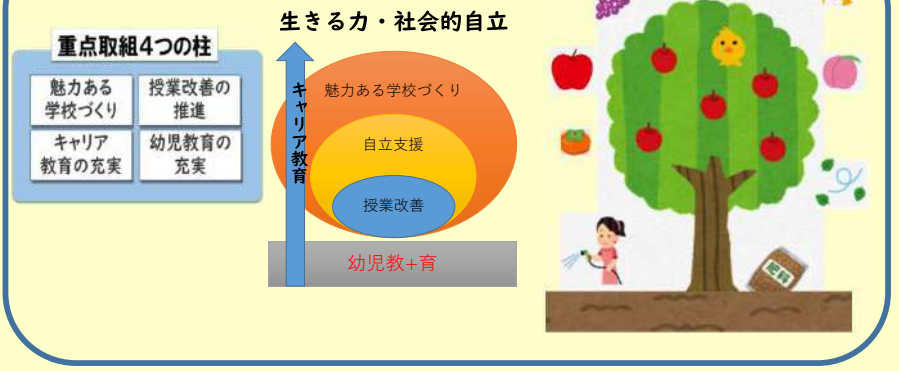 生きる力・社会的自立
重点取組4つの柱
魅力ある
学校づくり
授業改善の
推進
キャリア
教育の充実
幼児教育の
充実
キャリア教育
魅力ある学校づくり
自立支援
授業改善
幼児教+育
肥料